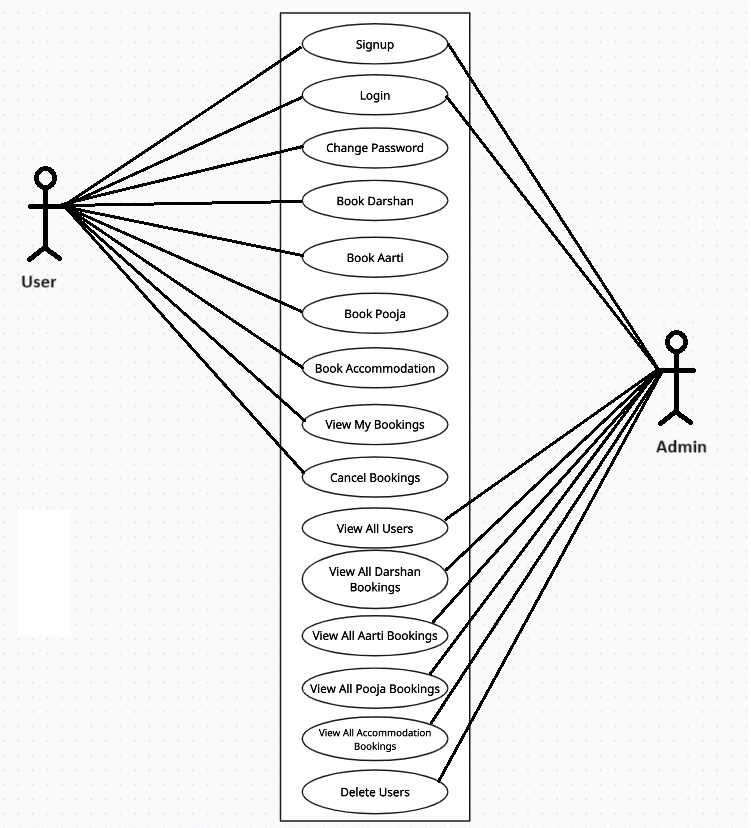 Signup
Login
Change Password
Book Darshan
Book Aarti
Book Pooja
Book Accommodation
View My Bookings
Cancel Bookings
View All Users
View All Darshan
Bookings
View All Aarti Bookings
View All Pooja Bookings
View All Accommodation
Bookings
Delete Users
User
Admin